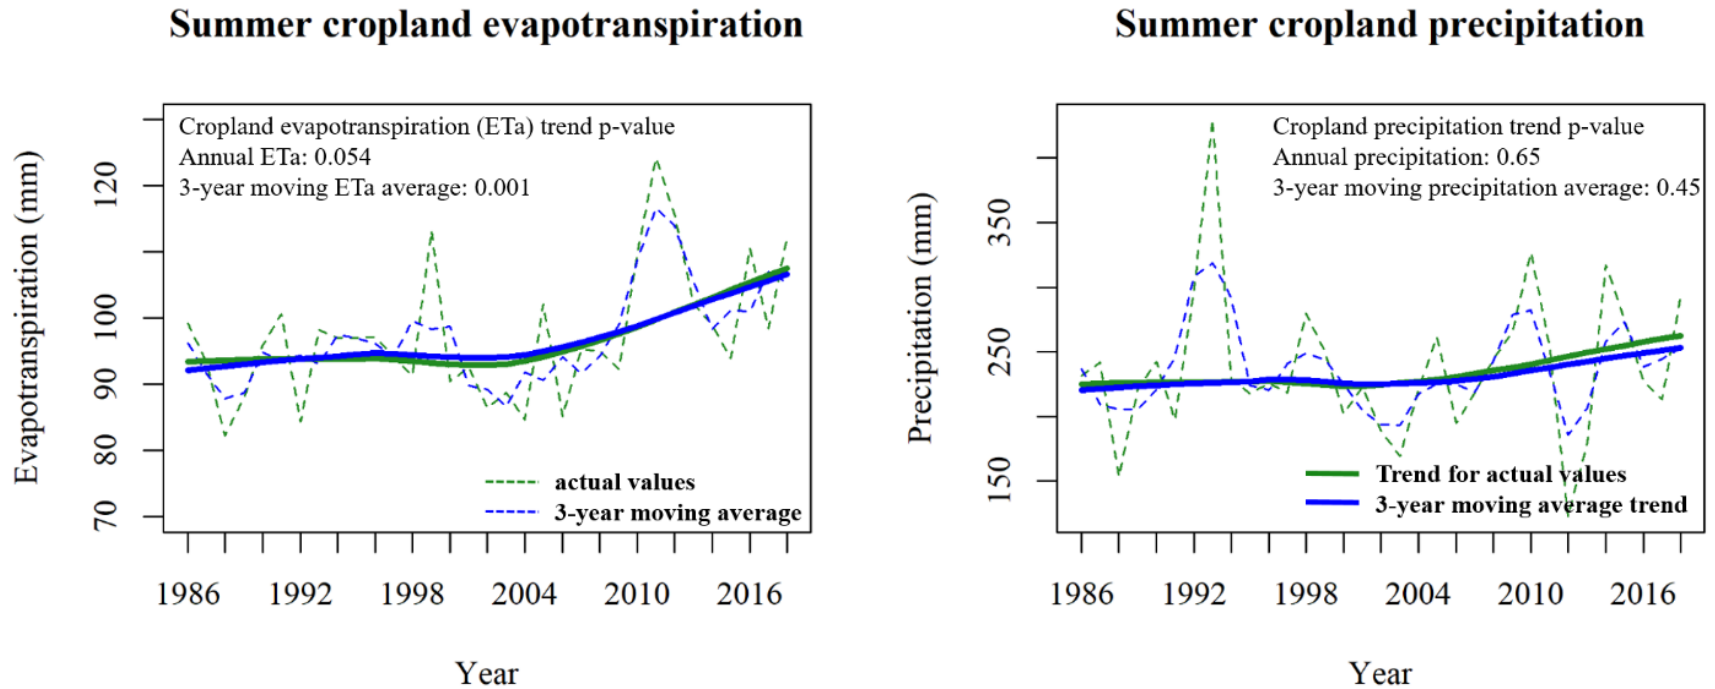 Summer cropland evapotranspiration
Summer cropland precipitation
Cropland evapotranspiration (ETa) trend p-value
Annual ETa: 0.054
3-year moving ETa average: 0.001
Evapotranspiration (mm)
120
100
90
80
70
actual values
3-year moving average
1986
1992
1998
2004
2010
2016
Year
Cropland precipitation trend p-value
Annual precipitation: 0.65
3-year moving precipitation average: 0.45
Precipitation (mm)
350
250
150
Trend for actual values
3-year moving average trend
1986
1992
1998
2004
2010
2016
Year